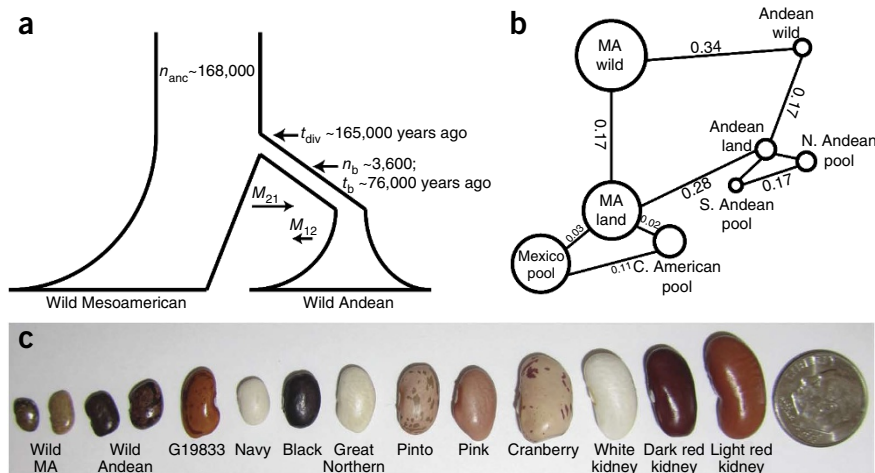 a
n_anc~168,000
t_div ~165,000 years ago
n_b ~3,600;
t_b ~76,000 years ago
M_21
M_12
Wild Mesoamerican
Wild Andean
b
MA
wild
0.34
Andean
wild
0.17
0.17
Andean
land
N. Andean
pool
0.28
0.17
S. Andean
pool
MA
land
0.03
0.02
Mexico
pool
0.11
C. American
pool
c
Wild
MA
Wild
Andean
G19833
Navy
Black
Great
Northern
Pinto
Pink
Cranberry
White
kidney
Dark red
kidney
Light red
kidney